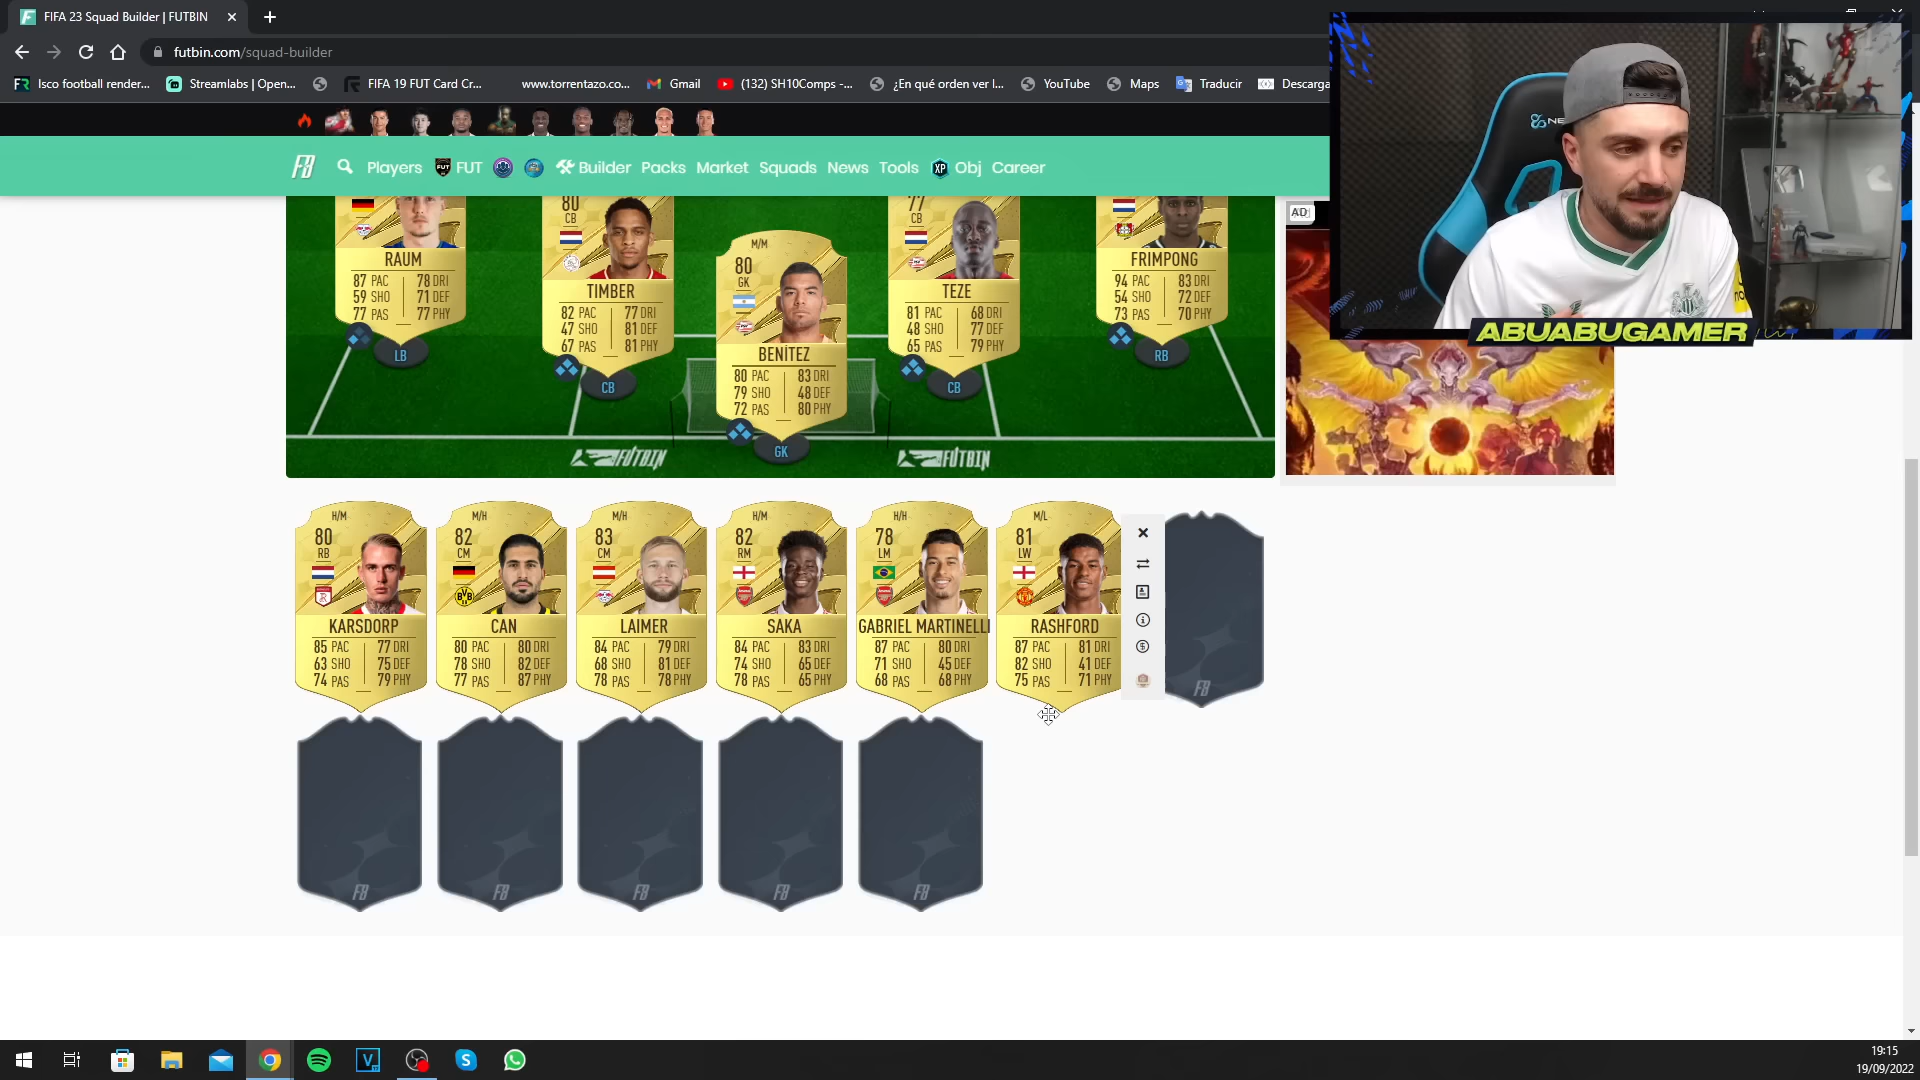 FIFA 23 Squad Builder | FUTBIN
futbin.com/squad-builder
Isco football render... Streamlabs | Open... FIFA 19 FUT Card Cr... www.torrentazo.co... Gmail (132) SH10Comps -... ¿En qué orden ver l... YouTube Maps Traducir Descarga
FB Players FUT Builder Packs Market Squads News Tools XP Obj Career
RAUM
87 PAC 78 DRI
59 SHO 71 DEF
77 PAS 77 PHY
LB
80
CB
TIMBER
82 PAC 77 DRI
47 SHO 81 DEF
67 PAS 81 PHY
CB
M/M
80
GK
BENÍTEZ
80 PAC 83 DRI
79 SHO 48 DEF
72 PAS 80 PHY
GK
77
CB
TEZE
81 PAC 68 DRI
48 SHO 77 DEF
65 PAS 79 PHY
CB
FRIMPONG
94 PAC 83 DRI
54 SHO 72 DEF
73 PAS 70 PHY
RB
FUTBIN FUTBIN
AD
ABUABUGAMER
H/M
80
RB
KARSDORP
85 PAC 77 DRI
63 SHO 75 DEF
74 PAS 79 PHY
M/H
82
CM
CAN
80 PAC 80 DRI
78 SHO 82 DEF
77 PAS 87 PHY
M/H
83
CM
LAIMER
84 PAC 79 DRI
68 SHO 81 DEF
78 PAS 78 PHY
H/M
82
RM
SAKA
84 PAC 83 DRI
74 SHO 65 DEF
78 PAS 65 PHY
H/H
78
LM
GABRIEL MARTINELLI
87 PAC 80 DRI
71 SHO 45 DEF
68 PAS 68 PHY
M/L
81
LW
RASHFORD
87 PAC 81 DRI
82 SHO 41 DEF
75 PAS 71 PHY
FB
FB FB FB FB FB
19:15
19/09/2022